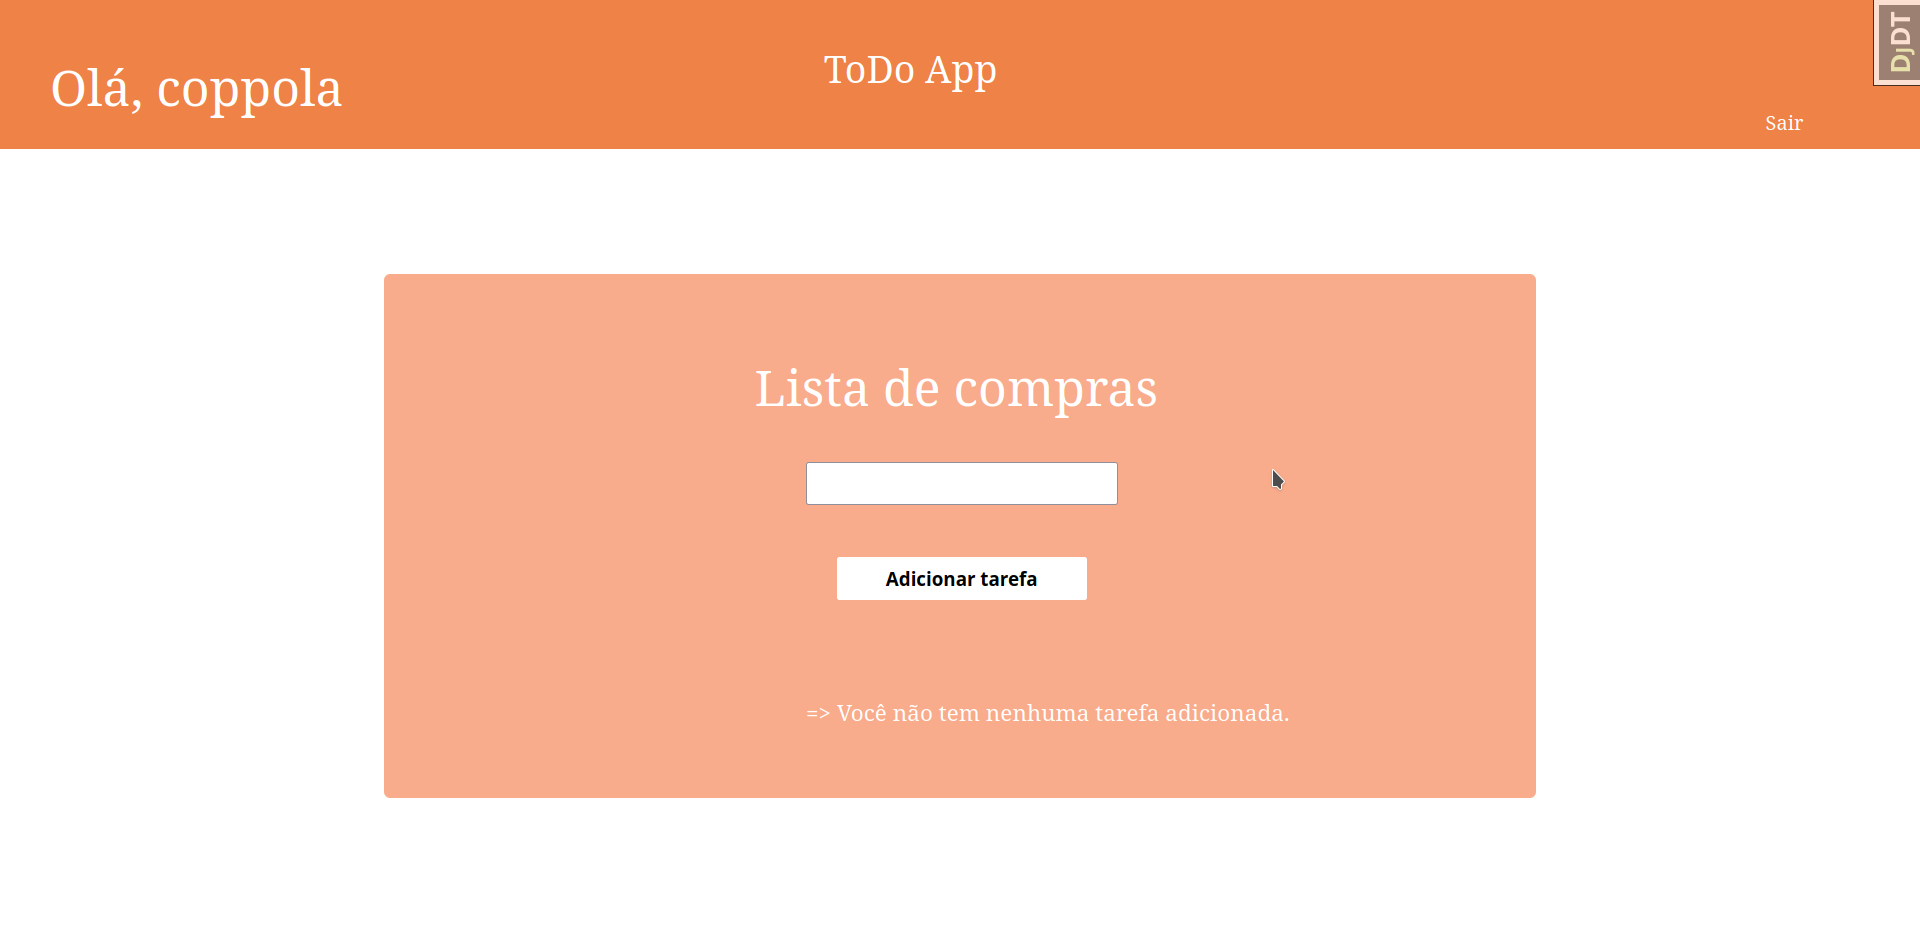 Olá, coppola
ToDo App
Sair
DjDT
Lista de compras
Adicionar tarefa
=> Você não tem nenhuma tarefa adicionada.